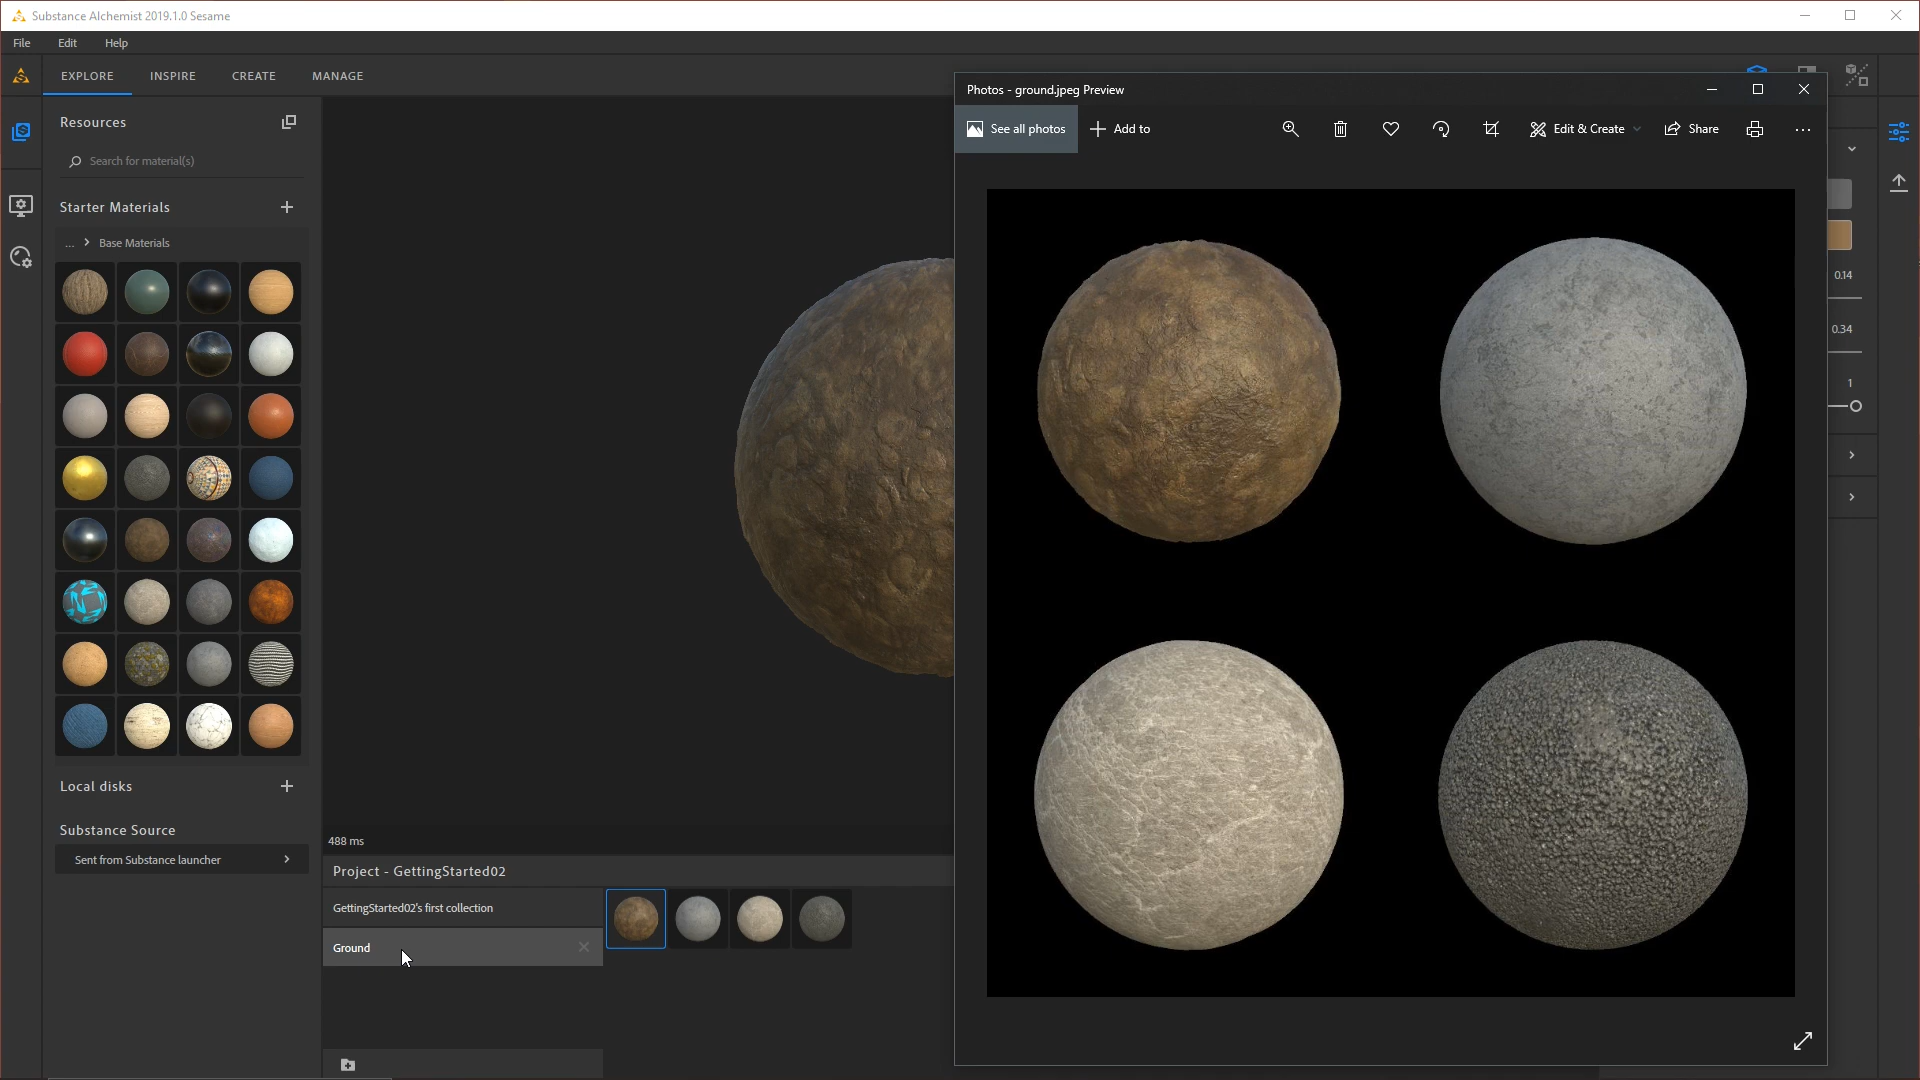 Substance Alchemist 2019.1.0 Sesame
File Edit Help
EXPLORE INSPIRE CREATE MANAGE
Resources
Search for material(s)
Starter Materials
... Base Materials
Local disks
Substance Source
Sent from Substance launcher
488 ms
Project - GettingStarted02
GettingStarted02's first collection
Ground
Photos - ground.jpeg Preview
See all photos Add to Edit & Create Share
0.14
0.34
1